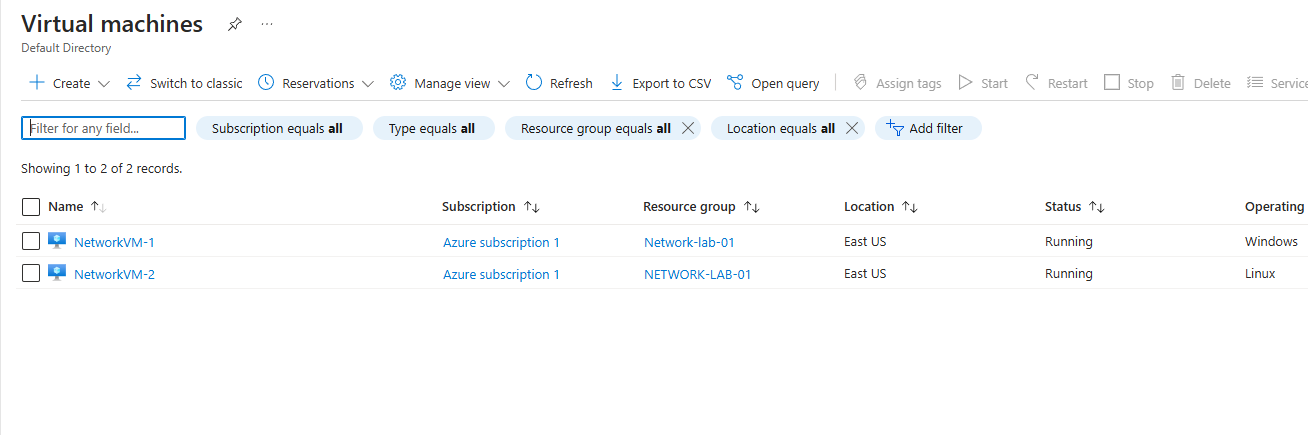 Virtual machines
Default Directory
Create Switch to classic Reservations Manage view Refresh Export to CSV Open query Assign tags Start Restart Stop Delete Service
Filter for any field... Subscription equals all Type equals all Resource group equals all Location equals all Add filter
Showing 1 to 2 of 2 records.
Name Subscription Resource group Location Status Operating
NetworkVM-1 Azure subscription 1 Network-lab-01 East US Running Windows
NetworkVM-2 Azure subscription 1 NETWORK-LAB-01 East US Running Linux